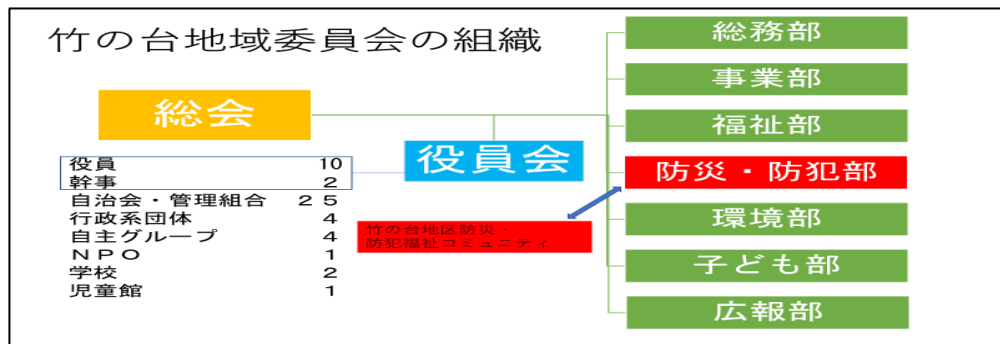 竹の台地域委員会の組織
総会
役員会
役員 10
幹事 2
自治会・管理組合 25
行政系団体 4
自主グループ 4
NPO 1
学校 2
児童館 1
竹の台地区防災・
防犯福祉コミュニティ
総務部
事業部
福祉部
防災・防犯部
環境部
子ども部
広報部